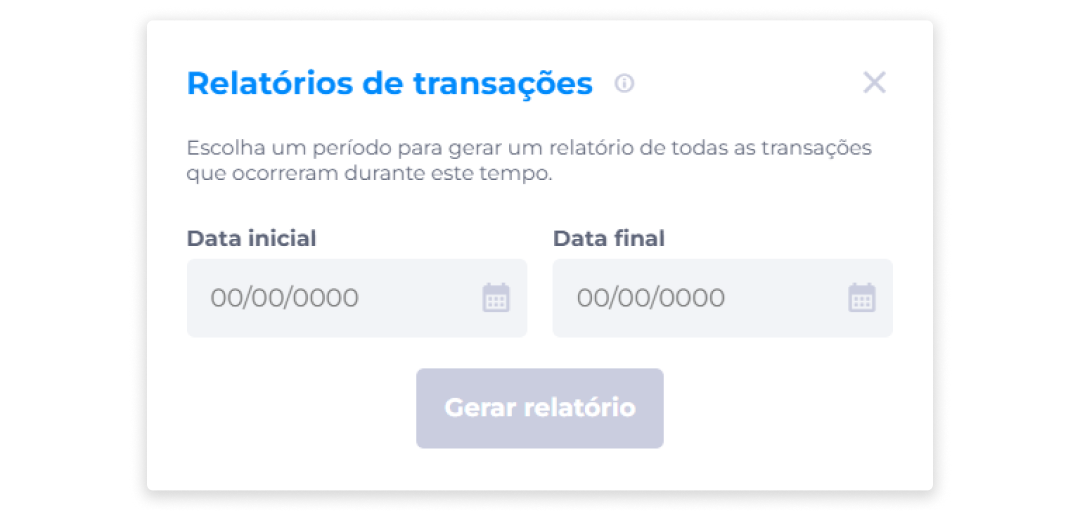 Relatórios de transações
Escolha um período para gerar um relatório de todas as transações
que ocorreram durante este tempo.
Data inicial
Data final
00/00/0000
00/00/0000
Gerar relatório